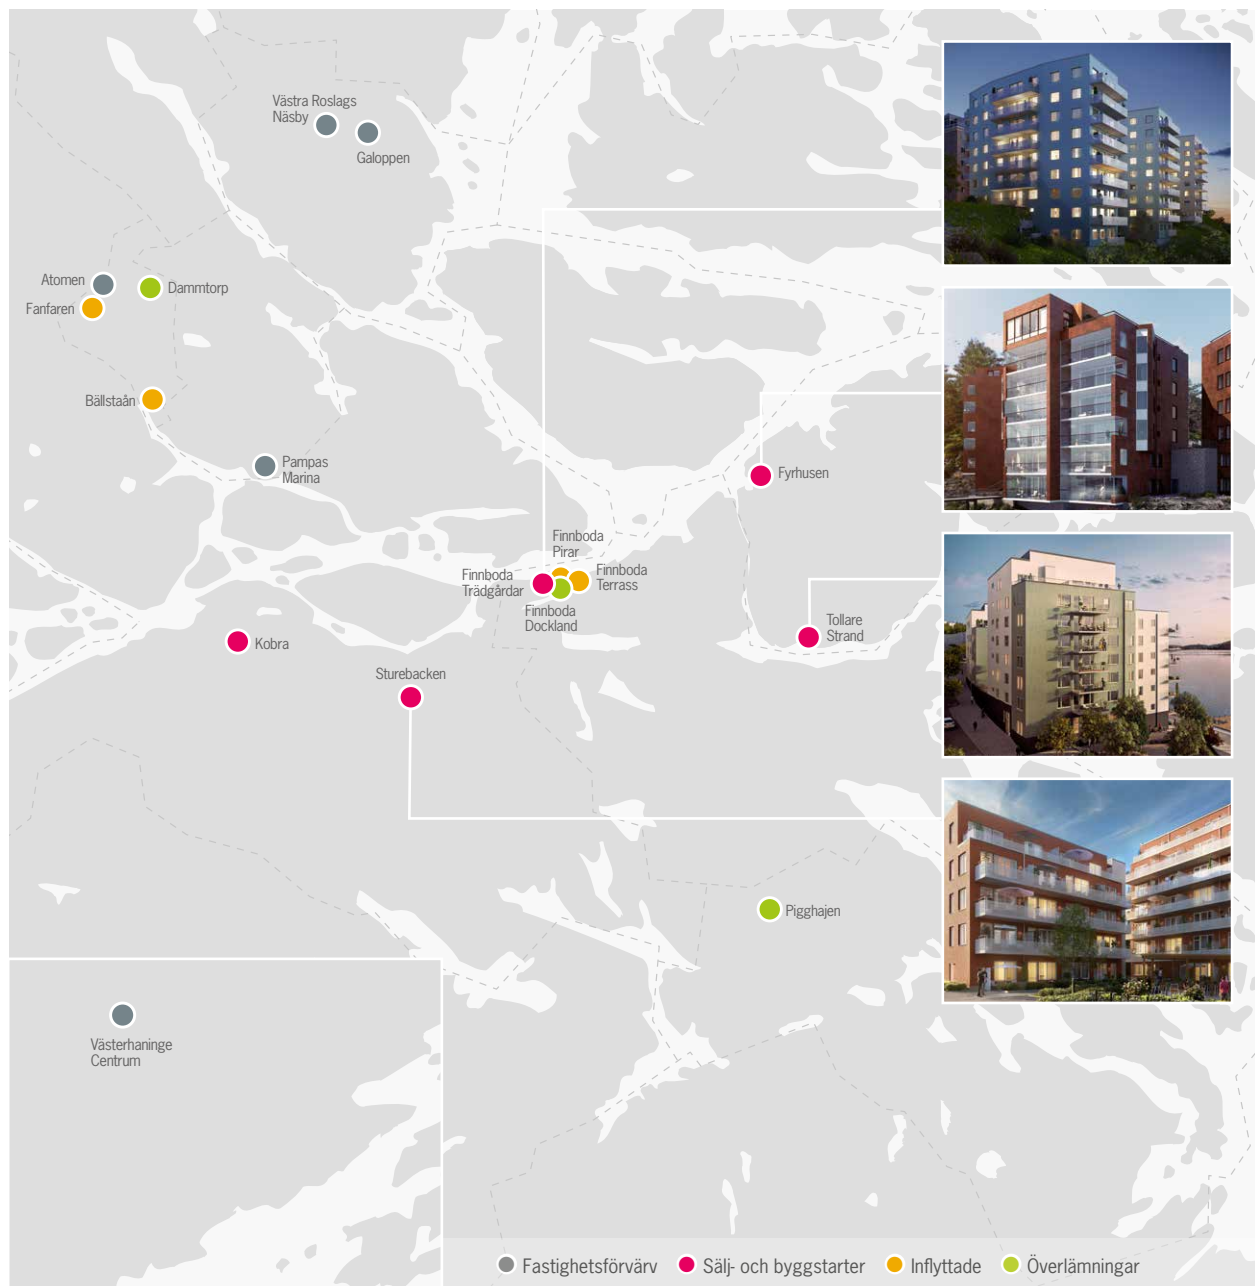 Västra Roslags
Näsby
Galoppen
Atomen
Dammtorp
Fanfaren
Bällstaån
Pampas
Marina
Fyrhusen
Finnboda
Pirar
Finnboda
Terrass
Finnboda
Trädgårdar
Finnboda
Dockland
Tollare
Strand
Kobra
Sturebacken
Pigghajen
Västerhaninge
Centrum
Fastighetsförvärv
Sälj- och byggstarter
Inflyttade
Överlämningar